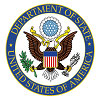 DEPARTMENT OF STATE
UNITED STATES OF AMERICA